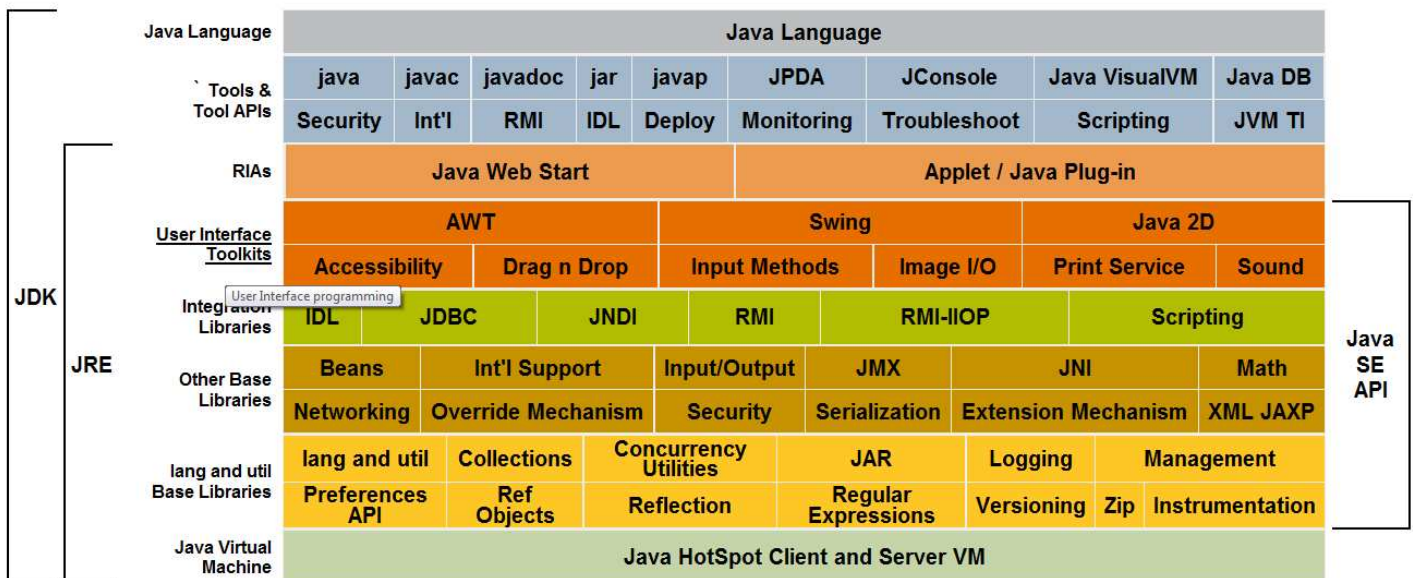 Java Language
Java Language
` Tools &
Tool APIs
java javac javadoc jar javap JPDA JConsole Java VisualVM Java DB
Security Int'l RMI IDL Deploy Monitoring Troubleshoot Scripting JVM TI
RIAs
Java Web Start Applet / Java Plug-in
User Interface
Toolkits
AWT Swing Java 2D
Accessibility Drag n Drop Input Methods Image I/O Print Service Sound
User Interface programming
JDK
Integration
Libraries
IDL JDBC JNDI RMI RMI-IIOP Scripting
JRE
Other Base
Libraries
Beans Int'l Support Input/Output JMX JNI Math
Networking Override Mechanism Security Serialization Extension Mechanism XML JAXP
Java
SE
API
lang and util
Base Libraries
lang and util Collections Concurrency Utilities JAR Logging Management
Preferences API Ref Objects Reflection Regular Expressions Versioning Zip Instrumentation
Java Virtual
Machine
Java HotSpot Client and Server VM